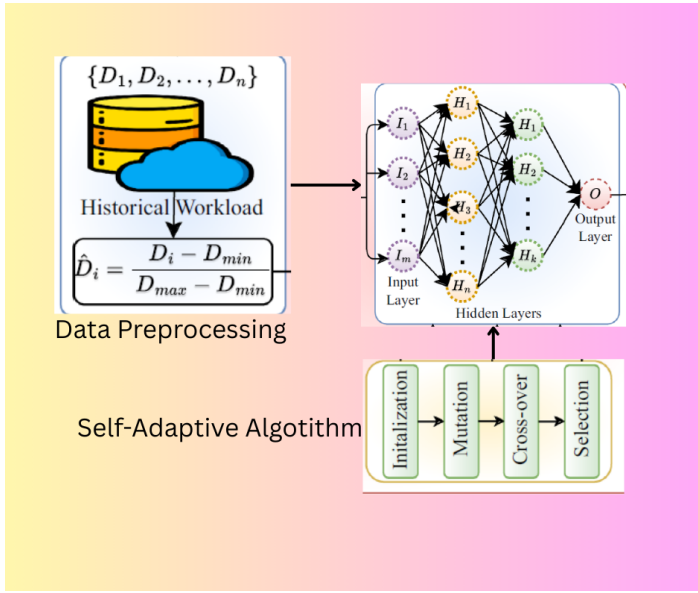 {D₁, D₂, . . . , Dₙ}
Historical Workload
D̂ᵢ = (Dᵢ − Dₘᵢₙ) / (Dₘₐₓ − Dₘᵢₙ)
Data Preprocessing
I₁
I₂
Iₘ
Input
Layer
H₁
H₂
H₃
Hₙ
H₁
H₂
Hₖ
Hidden Layers
O
Output
Layer
Self-Adaptive Algotithm
Initalization
Mutation
Cross-over
Selection